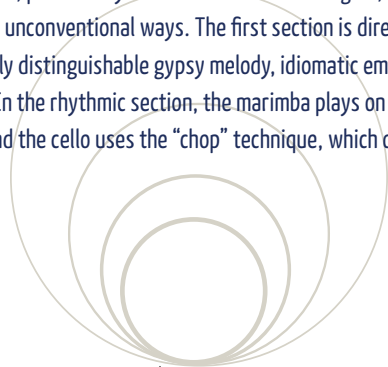 unconventional ways. The first section is dire
ly distinguishable gypsy melody, idiomatic em
In the rhythmic section, the marimba plays on
nd the cello uses the “chop” technique, which